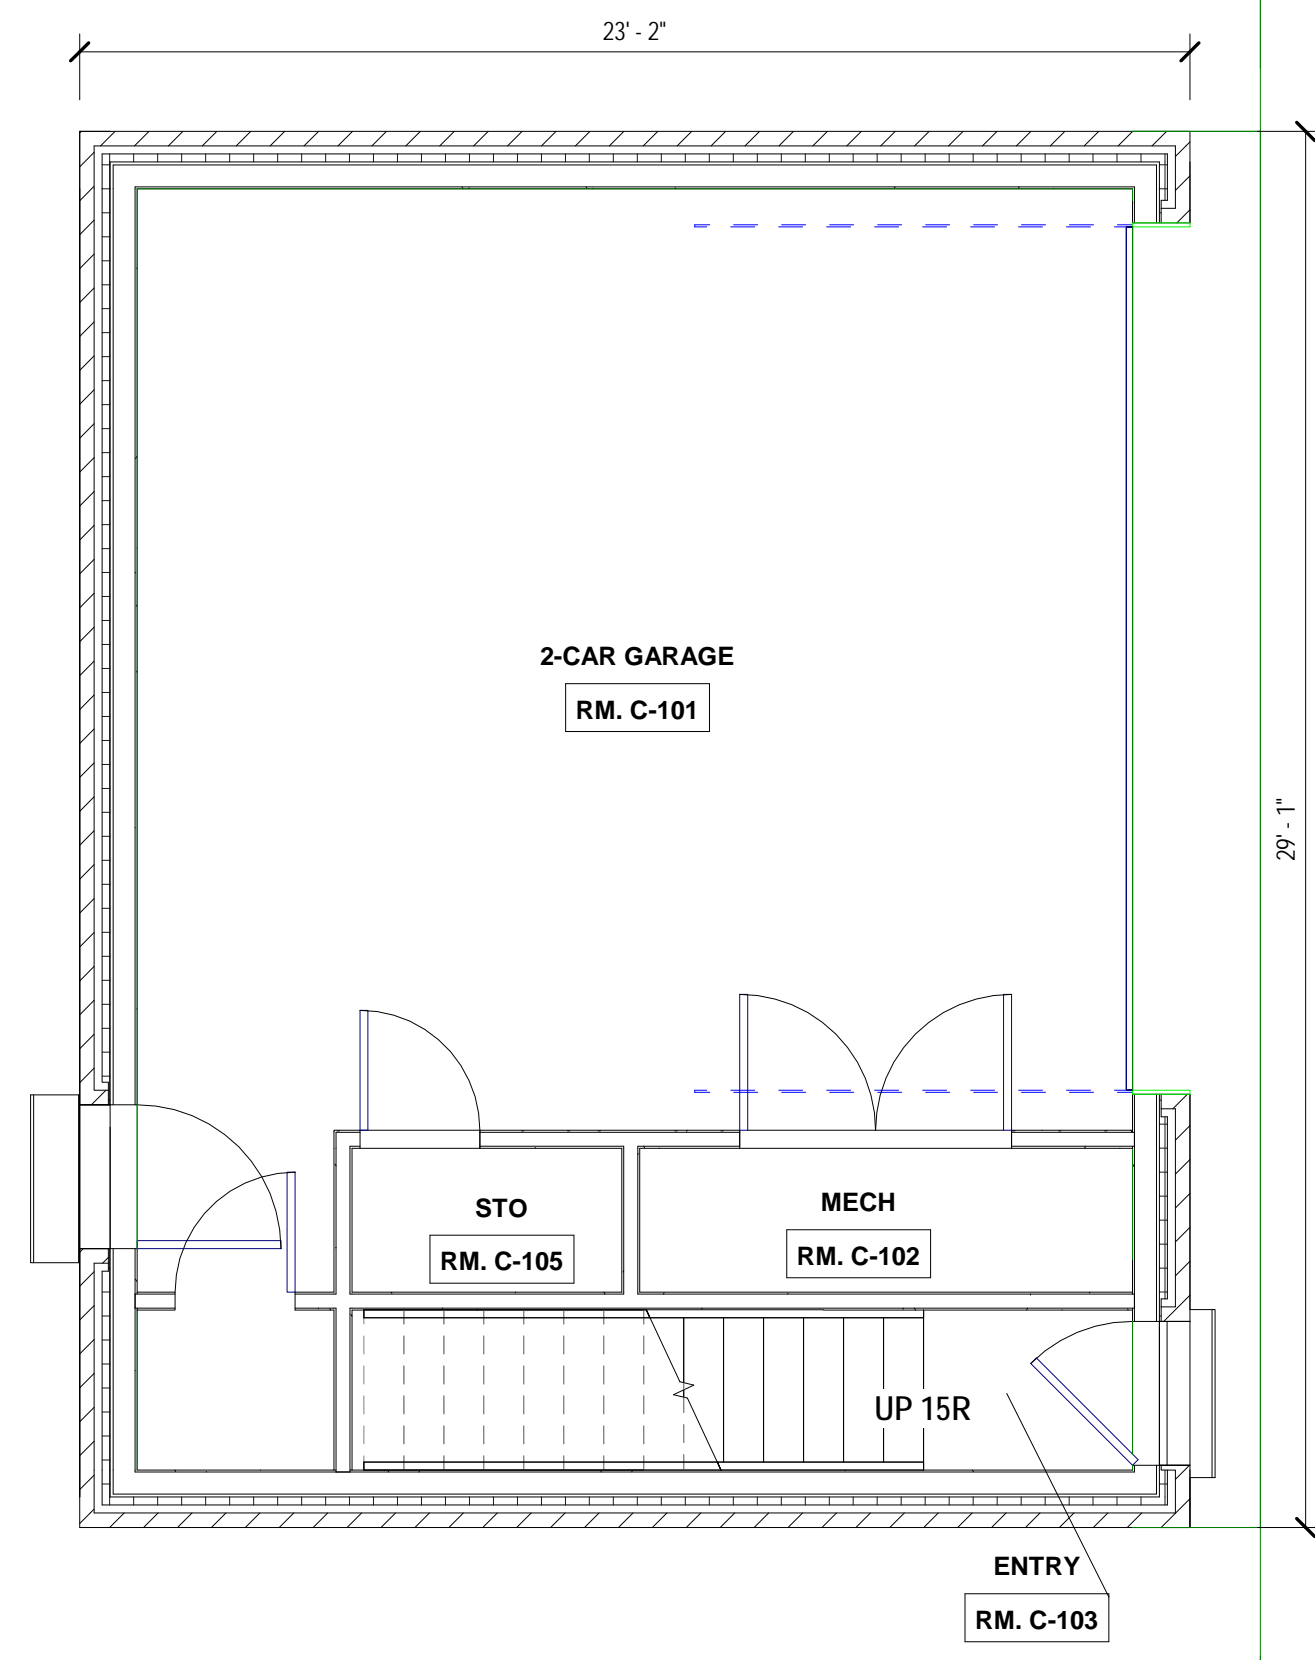 23' - 2"
2-CAR GARAGE
RM. C-101
29' - 1"
STO
RM. C-105
MECH
RM. C-102
UP 15R
ENTRY
RM. C-103